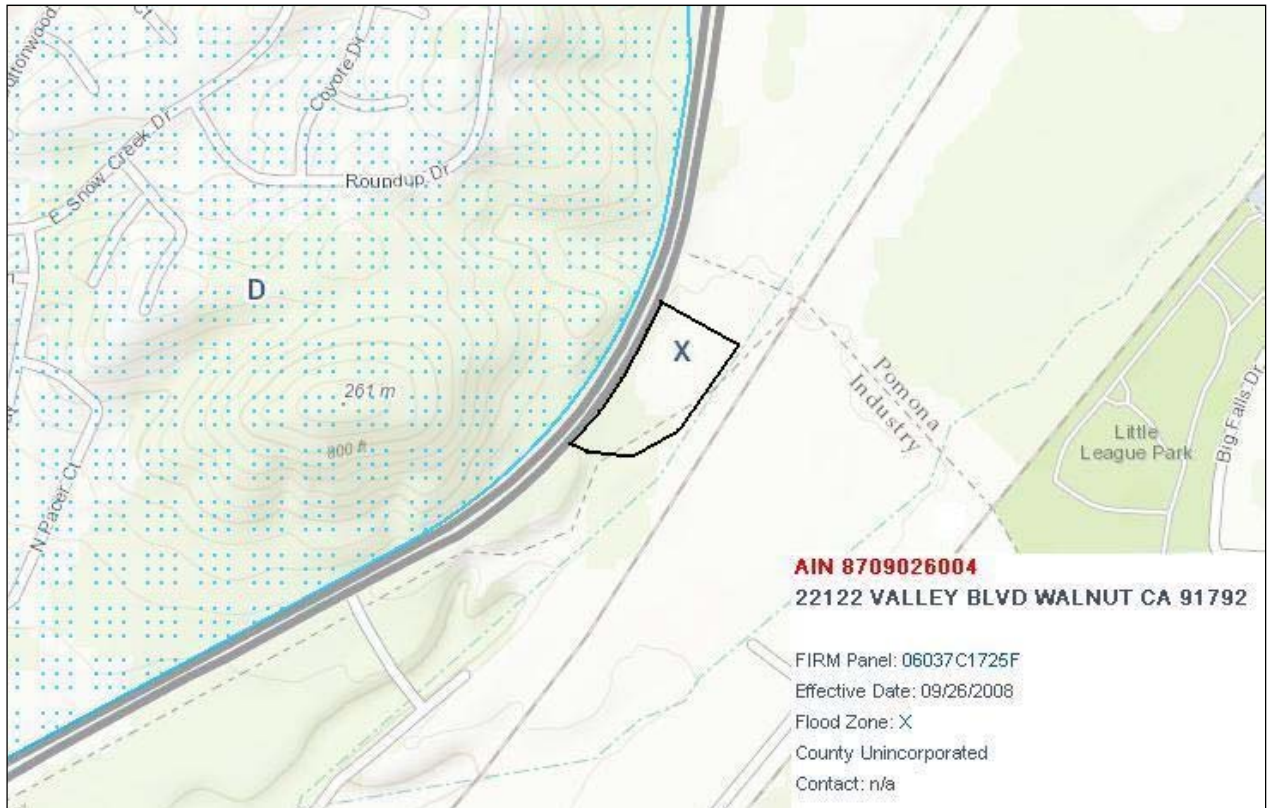 Coyote Dr
E Snow Creek Dr
Roundup Dr
D
X
261 m
800 ft
Pomona
Industry
Little
League Park
Big Falls Dr
N Pacer Ct
AIN 8709026004
22122 VALLEY BLVD WALNUT CA 91792
FIRM Panel: 06037C1725F
Effective Date: 09/26/2008
Flood Zone: X
County Unincorporated
Contact: n/a